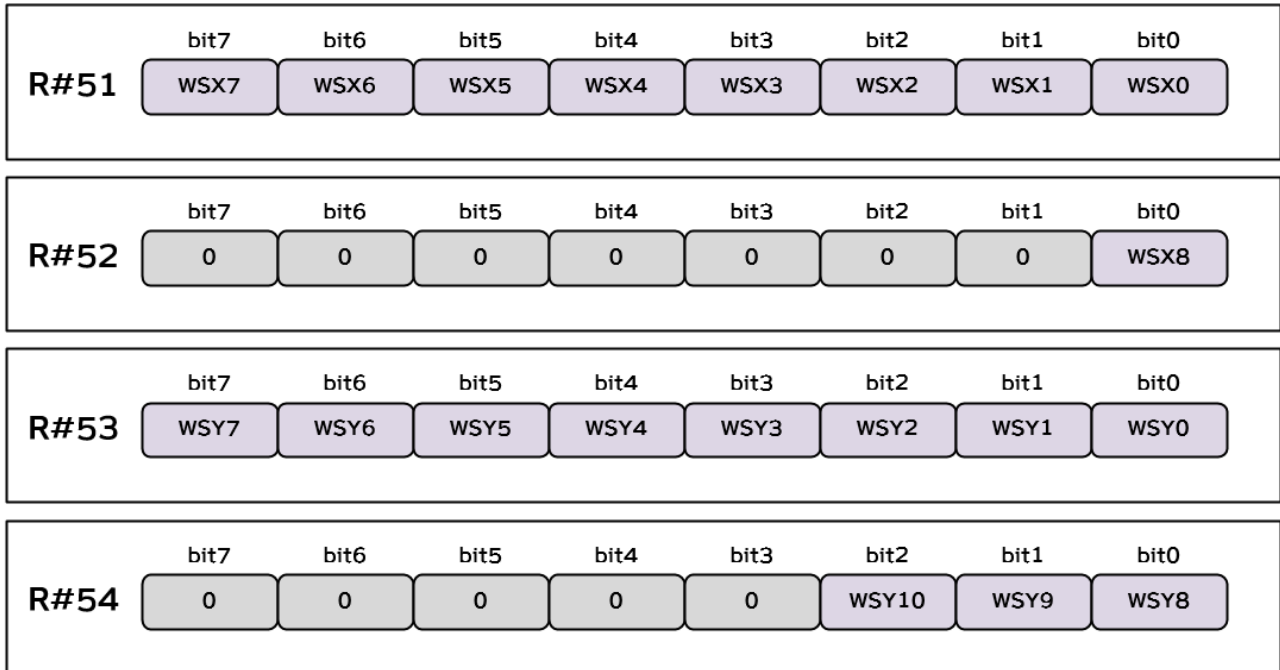 bit7 bit6 bit5 bit4 bit3 bit2 bit1 bit0
R#51 WSX7 WSX6 WSX5 WSX4 WSX3 WSX2 WSX1 WSX0
bit7 bit6 bit5 bit4 bit3 bit2 bit1 bit0
R#52 0 0 0 0 0 0 0 WSX8
bit7 bit6 bit5 bit4 bit3 bit2 bit1 bit0
R#53 WSY7 WSY6 WSY5 WSY4 WSY3 WSY2 WSY1 WSY0
bit7 bit6 bit5 bit4 bit3 bit2 bit1 bit0
R#54 0 0 0 0 0 WSY10 WSY9 WSY8